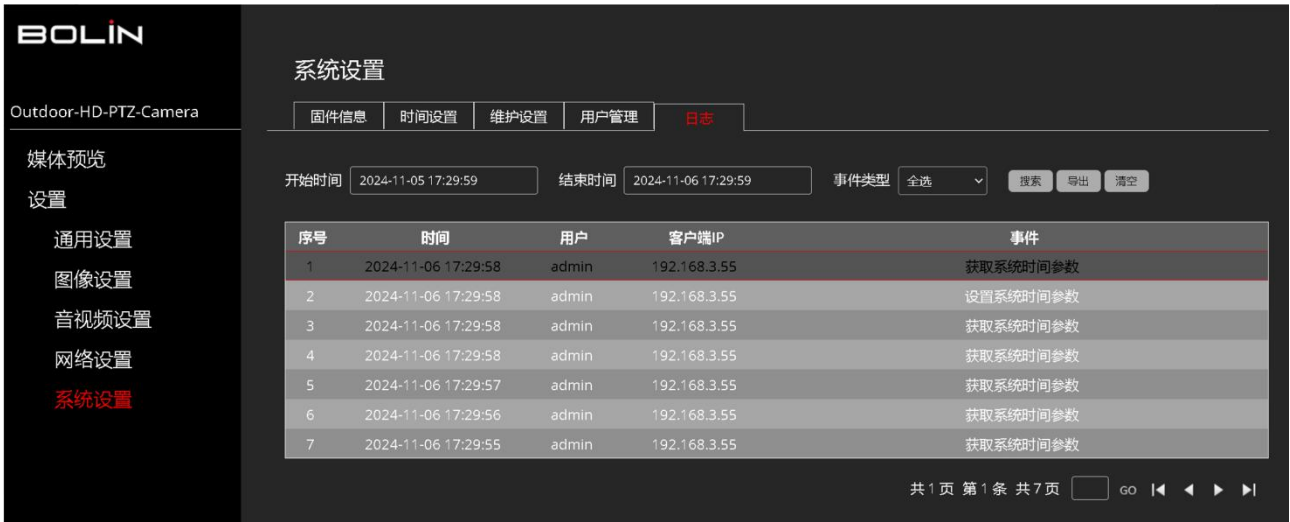 BOLIN
系统设置
Outdoor-HD-PTZ-Camera
固件信息 时间设置 维护设置 用户管理 日志
媒体预览
设置
通用设置
图像设置
音视频设置
网络设置
系统设置
开始时间 2024-11-05 17:29:59 结束时间 2024-11-06 17:29:59 事件类型 全选 搜索 导出 清空
序号 时间 用户 客户端IP 事件
1 2024-11-06 17:29:58 admin 192.168.3.55 获取系统时间参数
2 2024-11-06 17:29:58 admin 192.168.3.55 设置系统时间参数
3 2024-11-06 17:29:58 admin 192.168.3.55 获取系统时间参数
4 2024-11-06 17:29:58 admin 192.168.3.55 获取系统时间参数
5 2024-11-06 17:29:57 admin 192.168.3.55 获取系统时间参数
6 2024-11-06 17:29:56 admin 192.168.3.55 获取系统时间参数
7 2024-11-06 17:29:55 admin 192.168.3.55 获取系统时间参数
共1页 第1条 共7页 GO